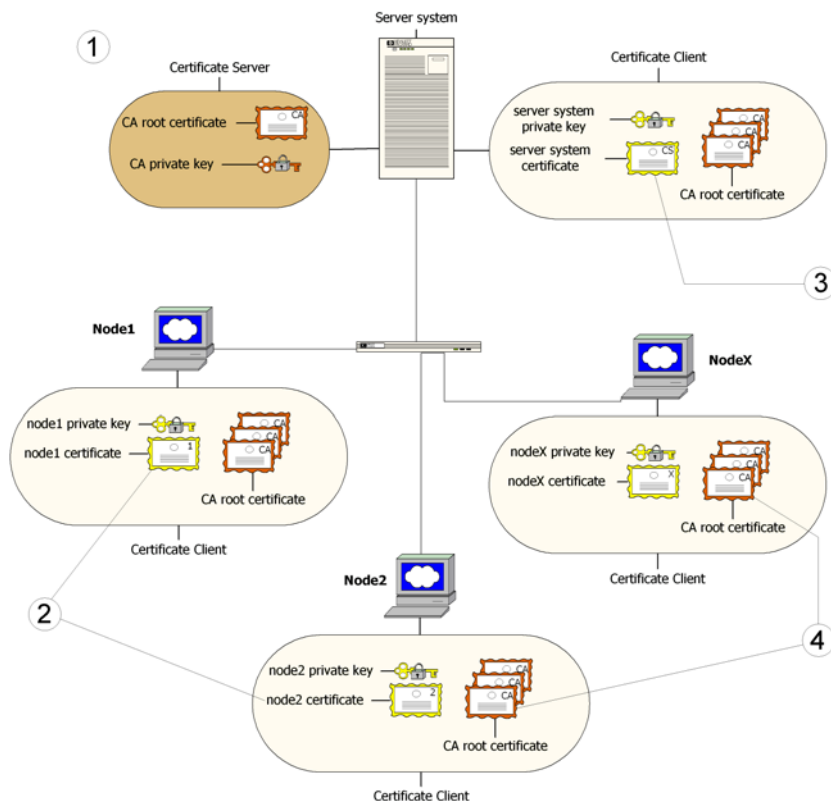 Server system
1
Certificate Server
CA root certificate
CA
CA private key
Certificate Client
server system
private key
server system
certificate
CS
CA
CA
CA
CA root certificate
3
Node1
node1 private key
node1 certificate
1
CA
CA
CA
CA root certificate
Certificate Client
NodeX
nodeX private key
nodeX certificate
X
CA
CA
CA
CA root certificate
Certificate Client
2
Node2
node2 private key
node2 certificate
2
CA
CA
CA
CA root certificate
Certificate Client
4